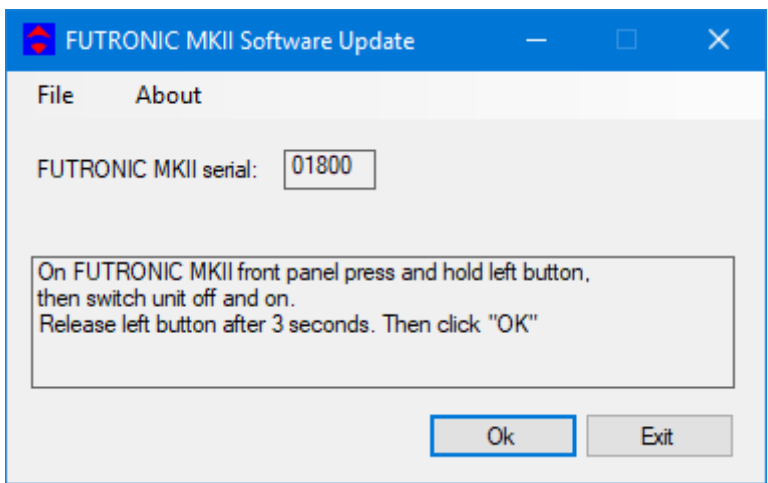 FUTRONIC MKII Software Update
File About
FUTRONIC MKII serial: 01800
On FUTRONIC MKII front panel press and hold left button,
then switch unit off and on.
Release left button after 3 seconds. Then click "OK"
Ok Exit